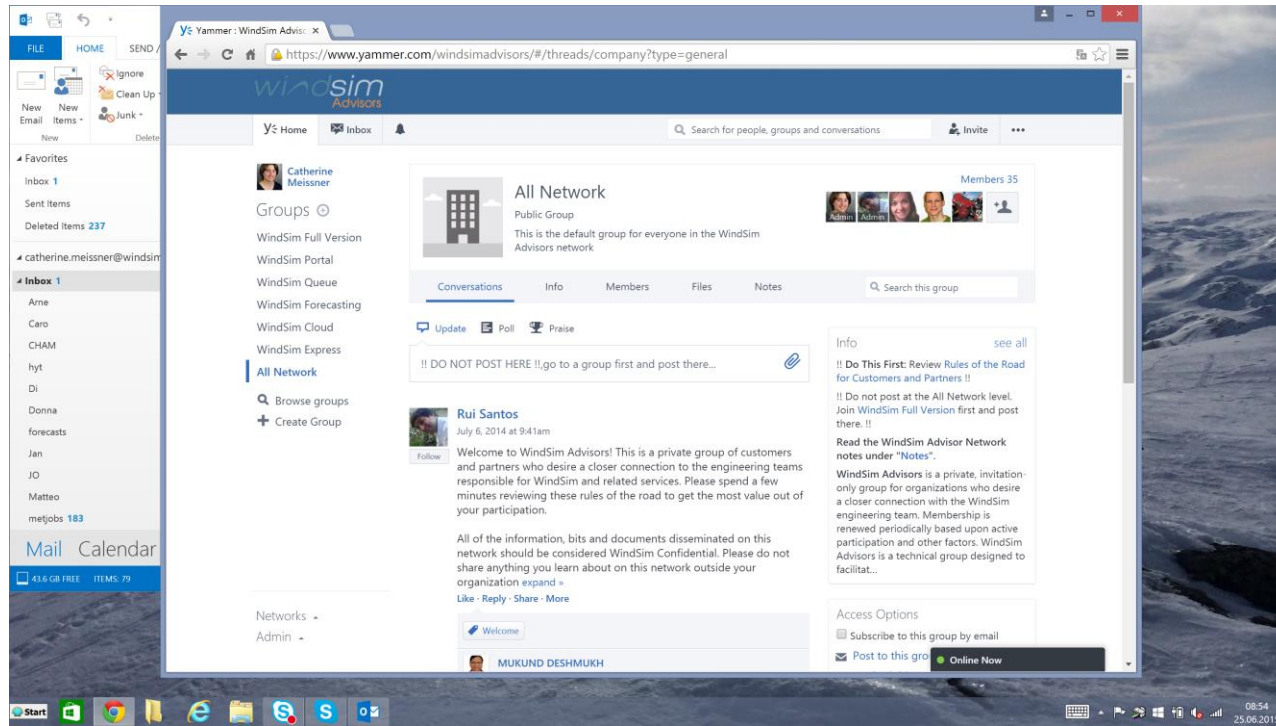 FILE HOME SEND /
Ignore
Clean Up
Junk
New Email
New Items
New
Delete
Favorites
Inbox 1
Sent Items
Deleted Items 237
catherine.meissner@windsim
Inbox 1
Arne
Caro
CHAM
hyt
Di
Donna
forecasts
Jan
JO
Matteo
metjobs 183
Mail Calendar
43.6 GB FREE ITEMS: 79
Yammer : WindSim Advisc
https://www.yammer.com/windsimadvisors/#/threads/company?type=general
windsim
Advisors
Home Inbox
Search for people, groups and conversations
Invite
Catherine
Meissner
Groups
WindSim Full Version
WindSim Portal
WindSim Queue
WindSim Forecasting
WindSim Cloud
WindSim Express
All Network
Browse groups
Create Group
Networks
Admin
All Network
Public Group
This is the default group for everyone in the WindSim
Advisors network
Members 35
Admin Admin
Conversations Info Members Files Notes
Search this group
Update Poll Praise
!! DO NOT POST HERE !!,go to a group first and post there...
Rui Santos
July 6, 2014 at 9:41am
Follow
Welcome to WindSim Advisors! This is a private group of customers
and partners who desire a closer connection to the engineering teams
responsible for WindSim and related services. Please spend a few
minutes reviewing these rules of the road to get the most value out of
your participation.
All of the information, bits and documents disseminated on this
network should be considered WindSim Confidential. Please do not
share anything you learn about on this network outside your
organization expand »
Like · Reply · Share · More
Welcome
MUKUND DESHMUKH
Info see all
!! Do This First: Review Rules of the Road
for Customers and Partners !!
!! Do not post at the All Network level.
Join WindSim Full Version first and post
there. !!
Read the WindSim Advisor Network
notes under "Notes".
WindSim Advisors is a private, invitation-
only group for organizations who desire
a closer connection with the WindSim
engineering team. Membership is
renewed periodically based upon active
participation and other factors. WindSim
Advisors is a technical group designed to
facilitat...
Access Options
Subscribe to this group by email
Post to this gro
Online Now
Start
08:54
25.06.201